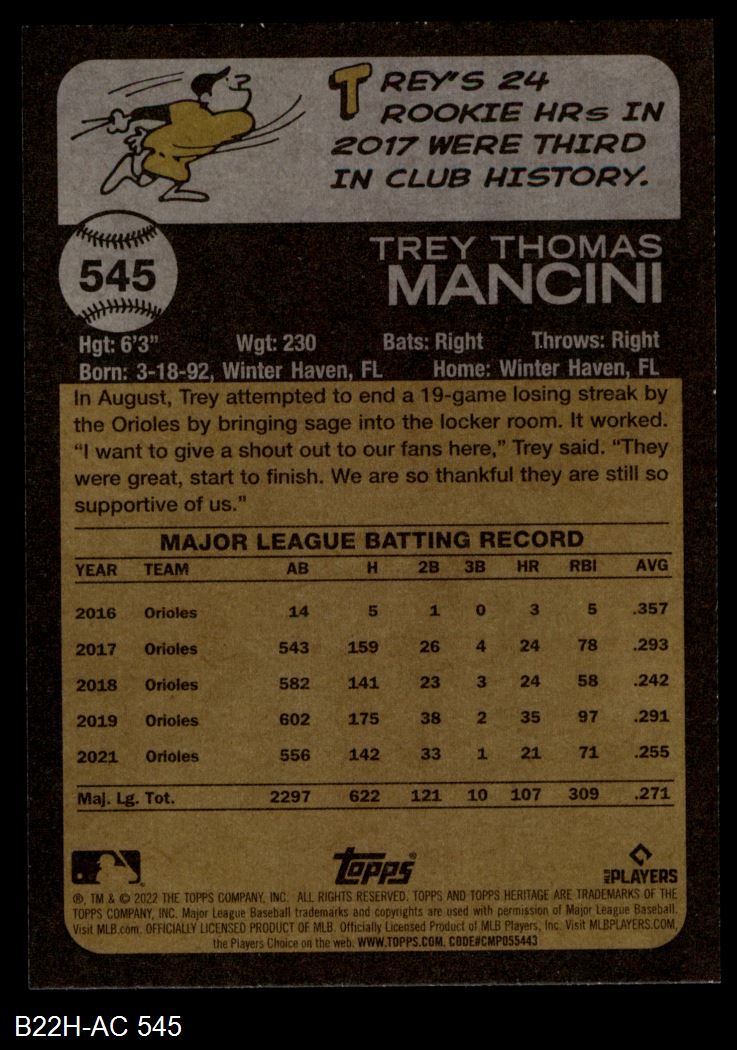 TREY'S 24
ROOKIE HRs IN
2017 WERE THIRD
IN CLUB HISTORY.
545
TREY THOMAS
MANCINI
Hgt: 6'3" Wgt: 230 Bats: Right Throws: Right
Born: 3-18-92, Winter Haven, FL Home: Winter Haven, FL
In August, Trey attempted to end a 19-game losing streak by
the Orioles by bringing sage into the locker room. It worked.
“I want to give a shout out to our fans here,” Trey said. “They
were great, start to finish. We are so thankful they are still so
supportive of us.”
MAJOR LEAGUE BATTING RECORD
YEAR TEAM AB H 2B 3B HR RBI AVG
2016 Orioles 14 5 1 0 3 5 .357
2017 Orioles 543 159 26 4 24 78 .293
2018 Orioles 582 141 23 3 24 58 .242
2019 Orioles 602 175 38 2 35 97 .291
2021 Orioles 556 142 33 1 21 71 .255
Maj. Lg. Tot. 2297 622 121 10 107 309 .271
Topps
MLB PLAYERS
®, TM & © 2022 THE TOPPS COMPANY, INC. ALL RIGHTS RESERVED. TOPPS AND TOPPS HERITAGE ARE TRADEMARKS OF THE
TOPPS COMPANY, INC. Major League Baseball trademarks and copyrights are used with permission of Major League Baseball.
Visit MLB.com. OFFICIALLY LICENSED PRODUCT OF MLB. Officially Licensed Product of MLB Players, Inc. Visit MLBPLAYERS.COM,
the Players Choice on the web. WWW.TOPPS.COM. CODE#CMP055443
B22H-AC 545